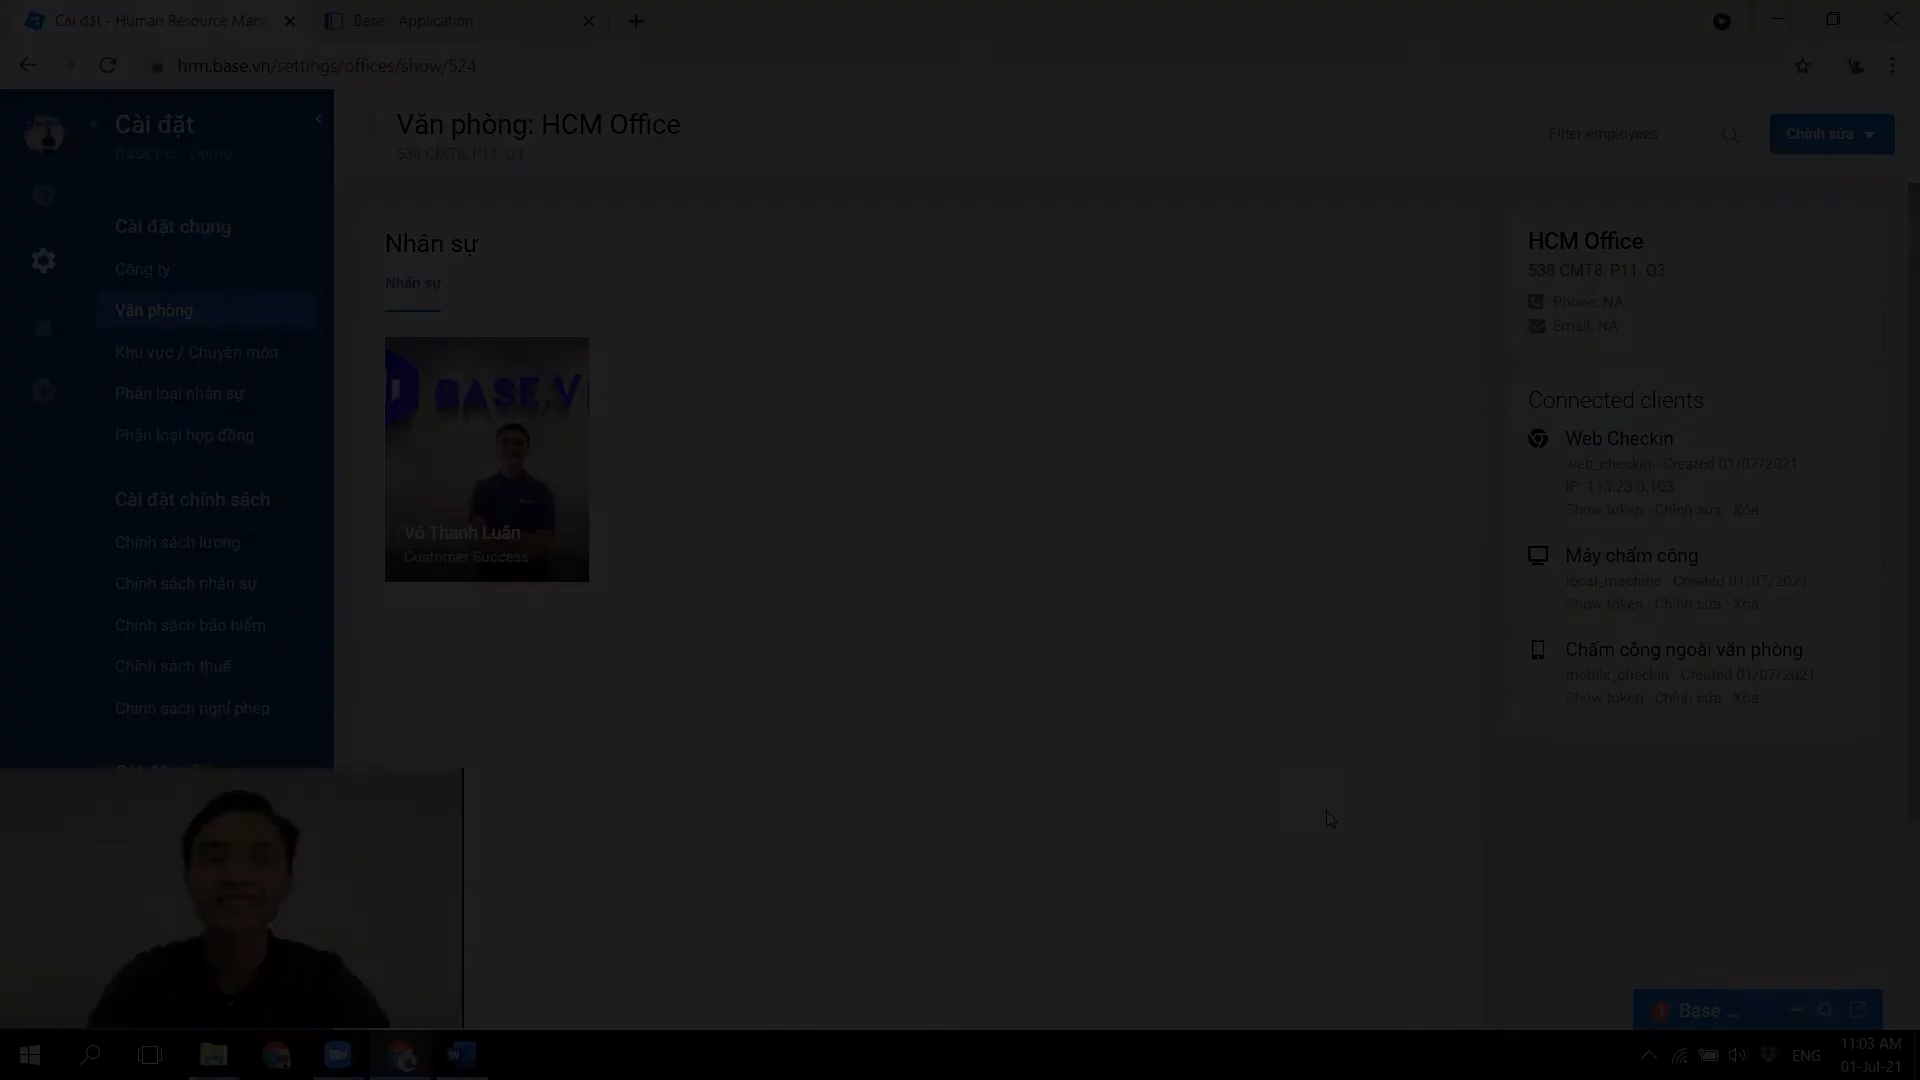 Cài đặt - Human Resource Man
Base - Application
hrm.base.vn/settings/offices/show/524
Cài đặt
Base Inc - Demo
Văn phòng: HCM Office
538 CMT8, P11, Q3
Filter employees
Chỉnh sửa
Cài đặt chung
Công ty
Văn phòng
Khu vực / Chuyên môn
Phân loại nhân sự
Phân loại hợp đồng
Cài đặt chính sách
Chính sách lương
Chính sách nhân sự
Chính sách bảo hiểm
Chính sách thuế
Chính sách nghỉ phép
Nhân sự
Nhân sự
BASE.V
Võ Thanh Luân
Customer Success
HCM Office
538 CMT8, P11, Q3
Phone: NA
Email: NA
Connected clients
Web Checkin
web_checkin · Created 01/07/2021
IP: 113.23.0.103
Show token · Chỉnh sửa · Xóa
Máy chấm công
local_machine · Created 01/07/2021
Show token · Chỉnh sửa · Xóa
Chấm công ngoài văn phòng
mobile_checkin · Created 01/07/2021
Show token · Chỉnh sửa · Xóa
1 Base ...
ENG
11:03 AM
01-Jul-21